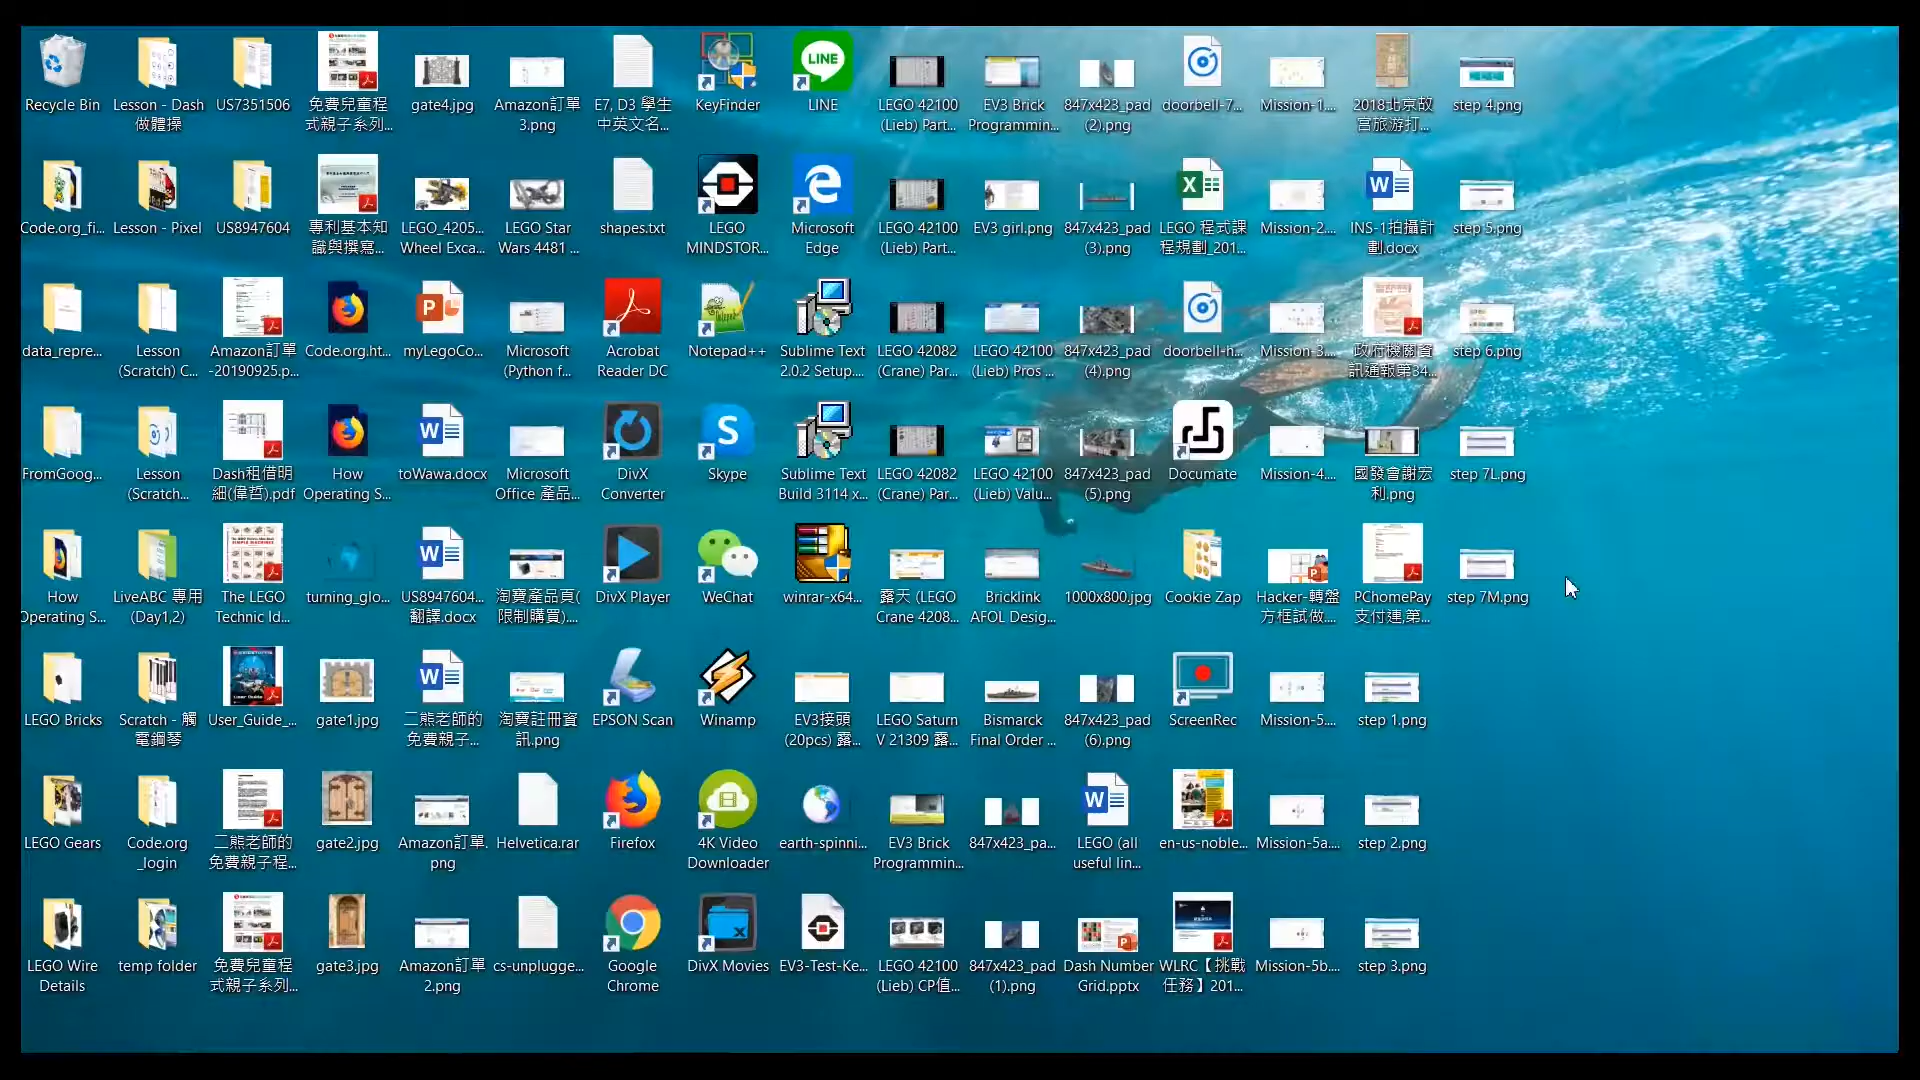 Recycle Bin
Lesson - Dash
做體操
US7351506
免費兒童程
式親子系列...
gate4.jpg
Amazon訂單
3.png
E7, D3 學生
中英文名...
KeyFinder
LINE
LINE
LEGO 42100
(Lieb) Part...
EV3 Brick
Programmin...
847x423_pad
(2).png
doorbell-7...
Mission-1....
2018北京故
宮旅游打...
step 4.png
Code.org_fi...
Lesson - Pixel
US8947604
專利基本知
識與撰寫...
LEGO_4205...
Wheel Exca...
LEGO Star
Wars 4481 ...
shapes.txt
LEGO
MINDSTOR...
Microsoft
Edge
LEGO 42100
(Lieb) Part...
EV3 girl.png
847x423_pad
(3).png
LEGO 程式課
程規劃_201...
Mission-2....
INS-1拍攝計
劃.docx
step 5.png
data_repre...
Lesson
(Scratch) C...
Amazon訂單
-20190925.p...
Code.org.ht...
myLegoCo...
Microsoft
(Python f...
Acrobat
Reader DC
Notepad++
Sublime Text
2.0.2 Setup....
LEGO 42082
(Crane) Par...
LEGO 42100
(Lieb) Pros ...
847x423_pad
(4).png
doorbell-h...
Mission-3....
政府機關資
訊通報第34...
step 6.png
FromGoog...
Lesson
(Scratch...
Dash租借明
細(偉哲).pdf
How
Operating S...
toWawa.docx
Microsoft
Office 產品...
DivX
Converter
Skype
Sublime Text
Build 3114 x...
LEGO 42082
(Crane) Par...
LEGO 42100
(Lieb) Valu...
847x423_pad
(5).png
Documate
Mission-4....
國發會謝宏
利.png
step 7L.png
How
Operating S...
LiveABC 專用
(Day1,2)
The LEGO
Technic Id...
turning_glo...
US8947604...
翻譯.docx
淘寶產品頁(
限制購買)....
DivX Player
WeChat
winrar-x64...
露天 (LEGO
Crane 4208...
Bricklink
AFOL Desig...
1000x800.jpg
Cookie Zap
Hacker-轉盤
方框試做...
PChomePay
支付連,第...
step 7M.png
LEGO Bricks
Scratch - 觸
電鋼琴
User_Guide_...
gate1.jpg
二熊老師的
免費親子...
淘寶註冊資
訊.png
EPSON Scan
Winamp
EV3接頭
(20pcs) 露...
LEGO Saturn
V 21309 露...
Bismarck
Final Order ...
847x423_pad
(6).png
ScreenRec
Mission-5....
step 1.png
LEGO Gears
Code.org
_login
二熊老師的
免費親子程...
gate2.jpg
Amazon訂單.
png
Helvetica.rar
Firefox
4K Video
Downloader
earth-spinni...
EV3 Brick
Programmin...
847x423_pa...
LEGO (all
useful lin...
en-us-noble...
Mission-5a....
step 2.png
LEGO Wire
Details
temp folder
免費兒童程
式親子系列...
gate3.jpg
Amazon訂單
2.png
cs-unplugge...
Google
Chrome
DivX Movies
EV3-Test-Ke...
LEGO 42100
(Lieb) CP值...
847x423_pad
(1).png
Dash Number
Grid.pptx
WLRC【挑戰
任務】201...
Mission-5b....
step 3.png